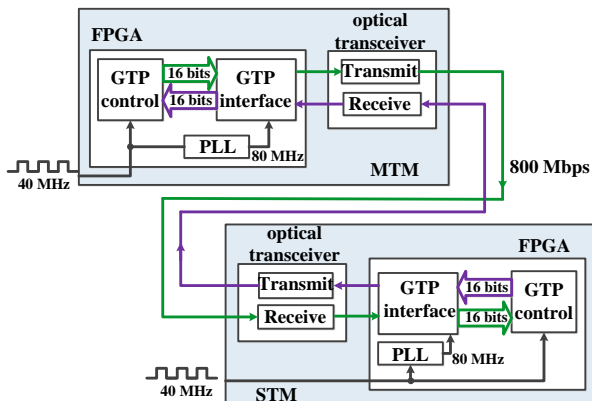 FPGA
optical
transceiver
GTP
control
16 bits
16 bits
GTP
interface
Transmit
Receive
PLL
80 MHz
40 MHz
MTM
800 Mbps
optical
transceiver
FPGA
Transmit
Receive
GTP
interface
16 bits
16 bits
GTP
control
PLL
80 MHz
40 MHz
STM